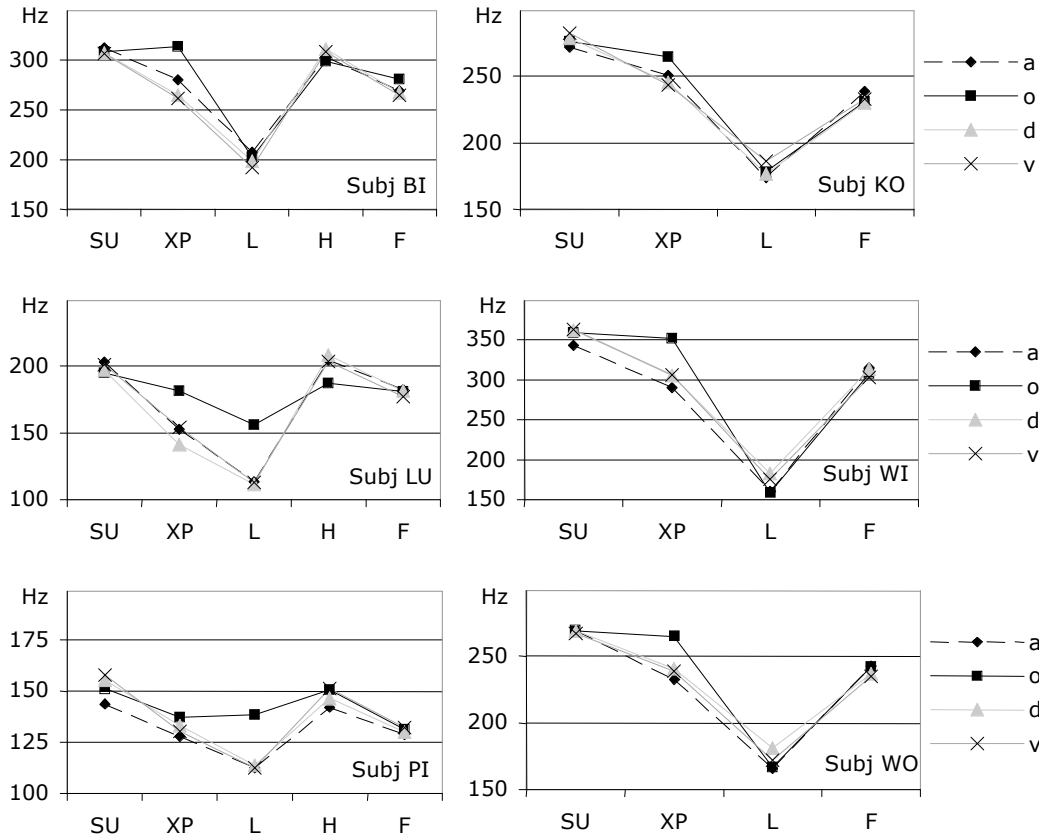 Hz
300
250
200
150
Subj BI
SU XP L H F
Hz
250
200
150
Subj KO
SU XP L F
a
o
d
v
Hz
200
150
100
Subj LU
SU XP L H F
Hz
350
300
250
200
150
Subj WI
SU XP L F
a
o
d
v
Hz
175
150
125
100
Subj PI
SU XP L H F
Hz
250
200
150
Subj WO
SU XP L F
a
o
d
v